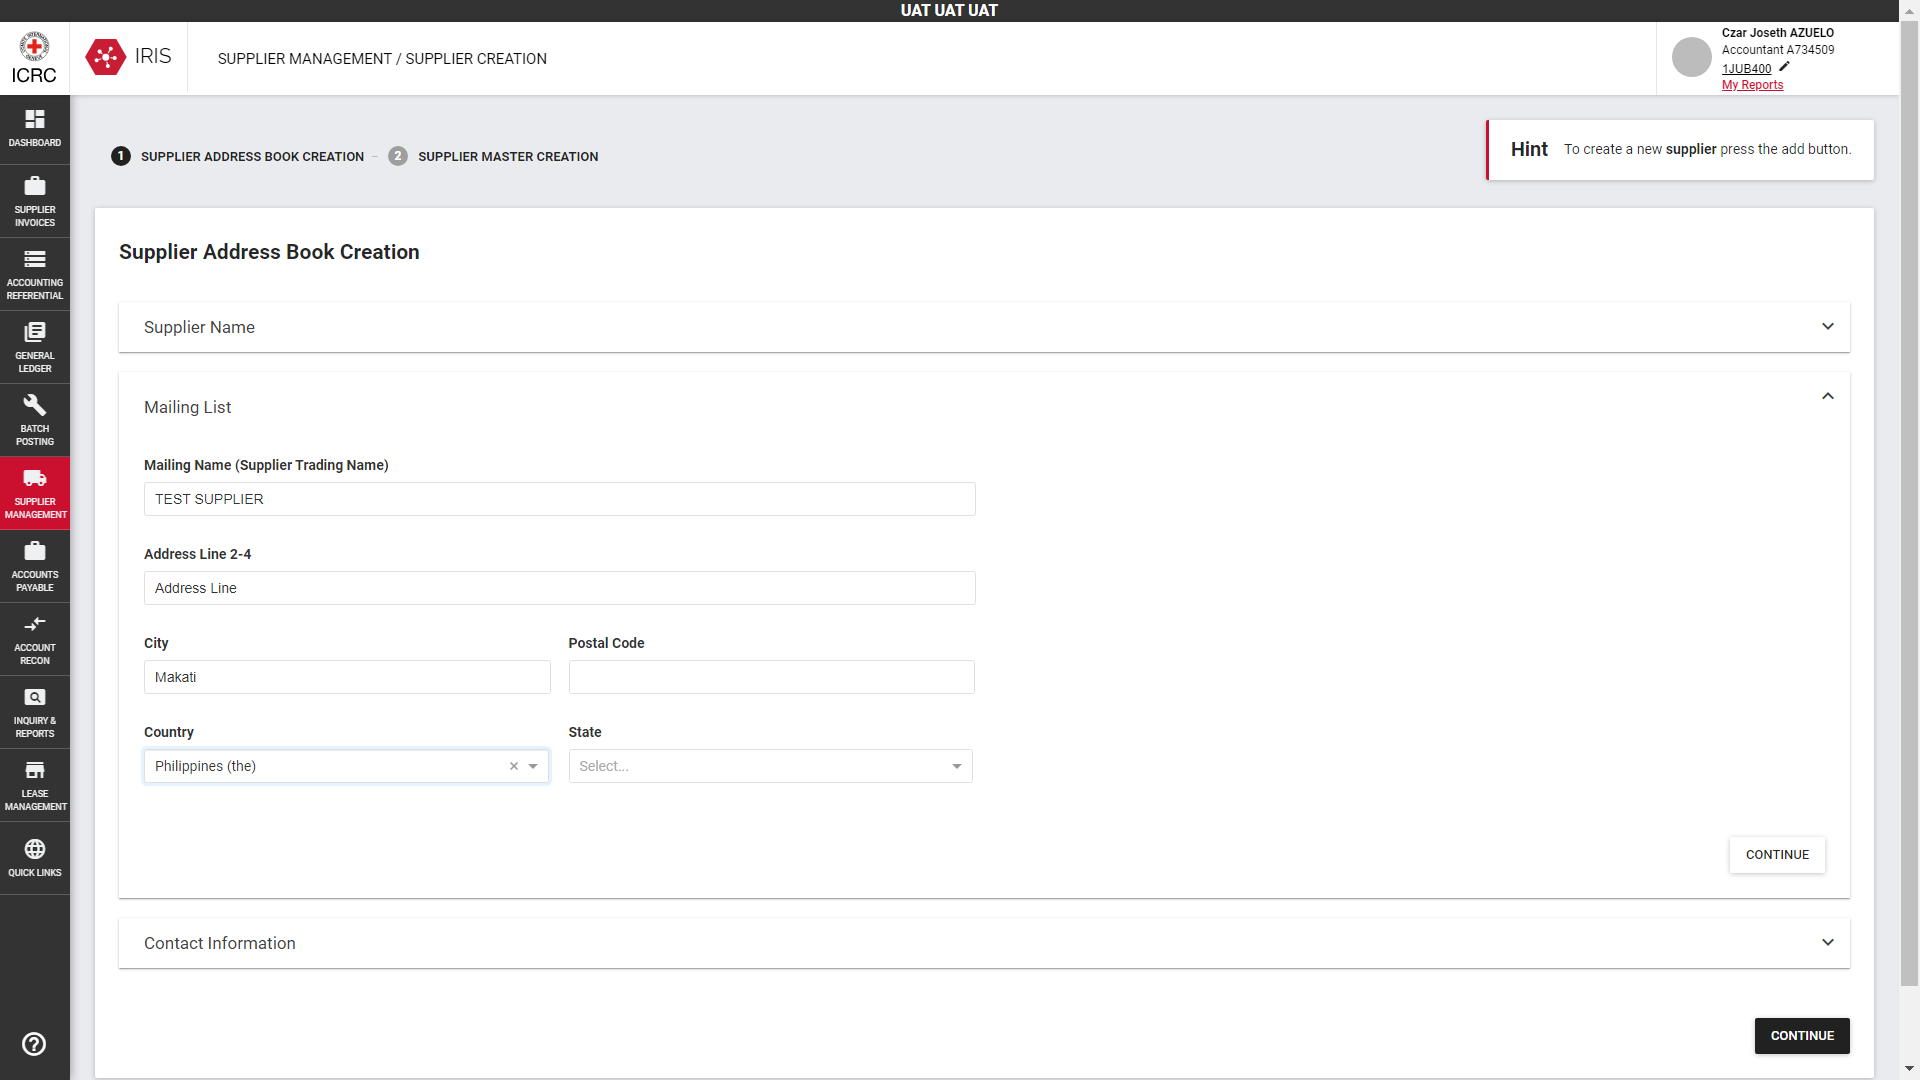 UAT UAT UAT
ICRC
IRIS
SUPPLIER MANAGEMENT / SUPPLIER CREATION
Czar Joseth AZUELO
Accountant A734509
1JUB400
My Reports
DASHBOARD
SUPPLIER
INVOICES
ACCOUNTING
REFERENTIAL
GENERAL
LEDGER
BATCH
POSTING
SUPPLIER
MANAGEMENT
ACCOUNTS
PAYABLE
ACCOUNT
RECON
INQUIRY &
REPORTS
LEASE
MANAGEMENT
QUICK LINKS
1 SUPPLIER ADDRESS BOOK CREATION – 2 SUPPLIER MASTER CREATION
Hint To create a new supplier press the add button.
Supplier Address Book Creation
Supplier Name
Mailing List
Mailing Name (Supplier Trading Name)
TEST SUPPLIER
Address Line 2-4
Address Line
City Postal Code
Makati
Country State
Philippines (the) × Select...
CONTINUE
Contact Information
CONTINUE